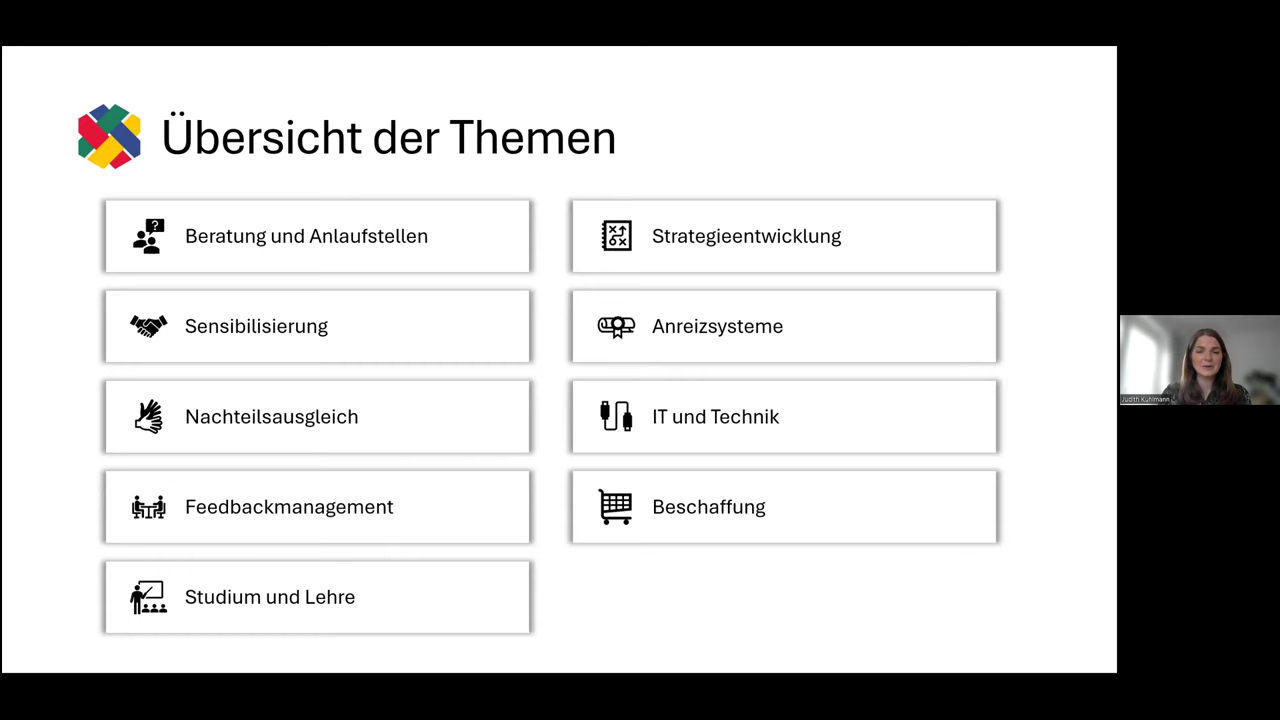 Übersicht der Themen
Beratung und Anlaufstellen
Sensibilisierung
Nachteilsausgleich
Feedbackmanagement
Studium und Lehre
Strategieentwicklung
Anreizsysteme
IT und Technik
Beschaffung
Judith Kuhlmann